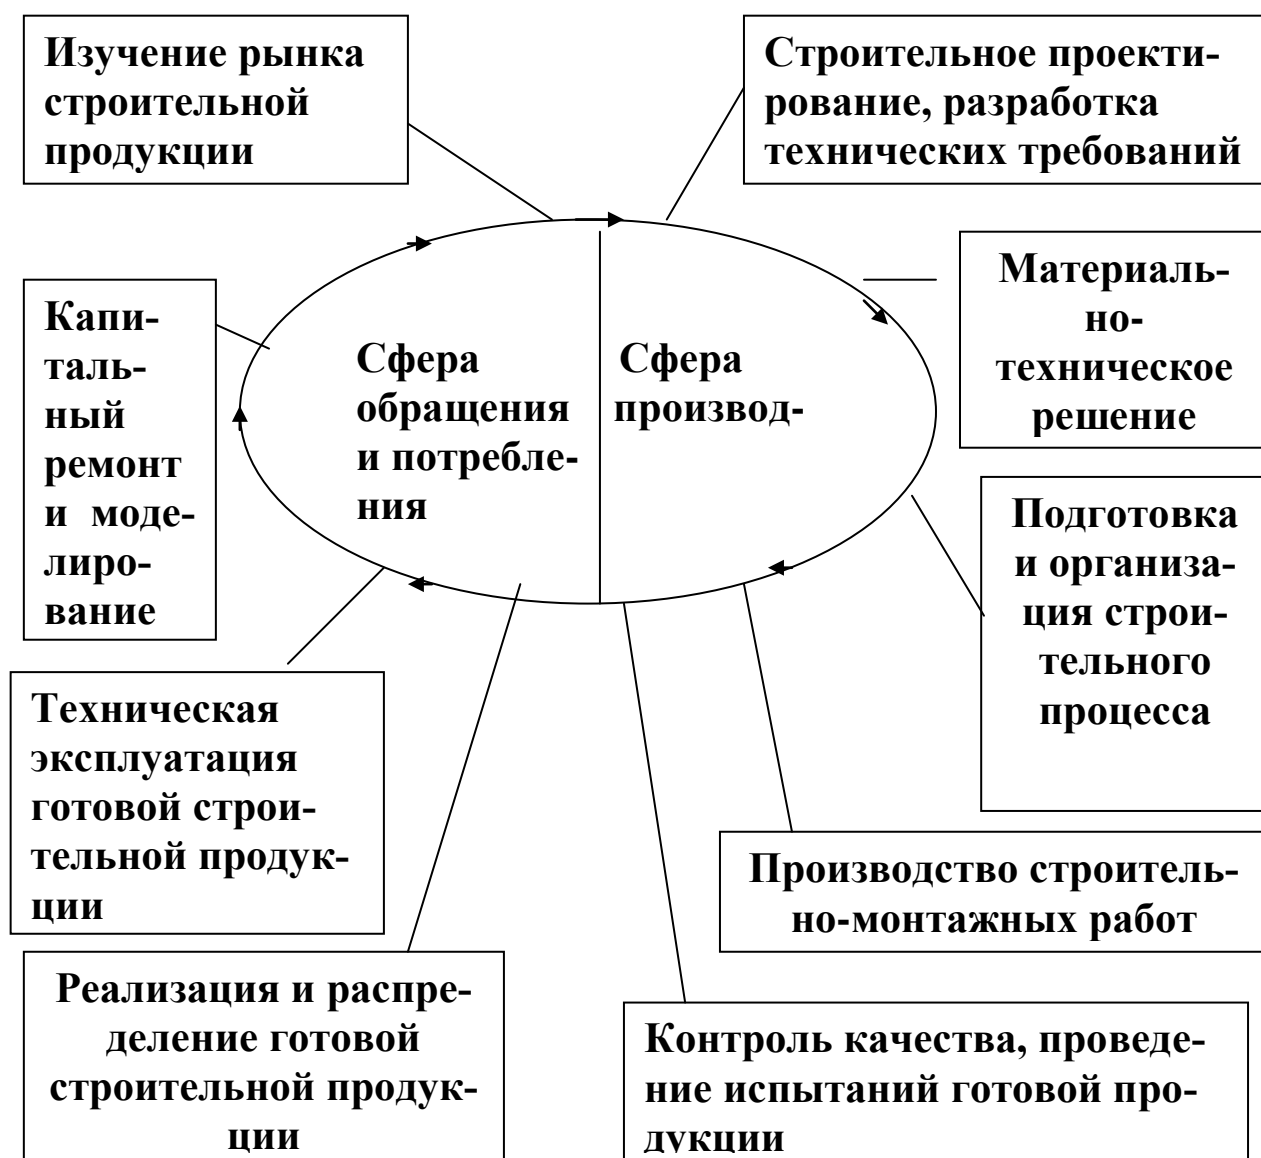 Изучение рынка
строительной
продукции
Строительное проекти-
рование, разработка
технических требований
Материаль-
но-
техническое
решение
Капи-
таль-
ный
ремонт
и моде-
лиро-
вание
Сфера
обращения
и потребле-
ния
Сфера
производ-
Подготовка
и организа-
ция строи-
тельного
процесса
Техническая
эксплуатация
готовой строи-
тельной продук-
ции
Производство строитель-
но-монтажных работ
Реализация и распре-
деление готовой
строительной продук-
ции
Контроль качества, проведе-
ние испытаний готовой про-
дукции